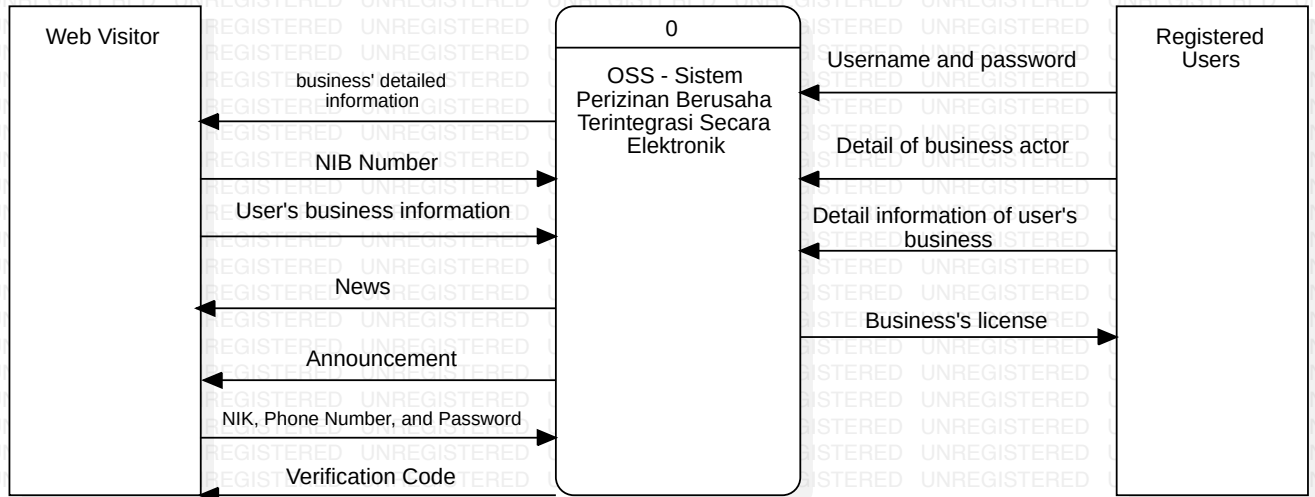 Web Visitor
0
Registered
Users
OSS - Sistem
Perizinan Berusaha
Terintegrasi Secara
Elektronik
business' detailed
information
NIB Number
User's business information
News
Announcement
NIK, Phone Number, and Password
Verification Code
Username and password
Detail of business actor
Detail information of user's
business
Business's license
UNREGISTERED